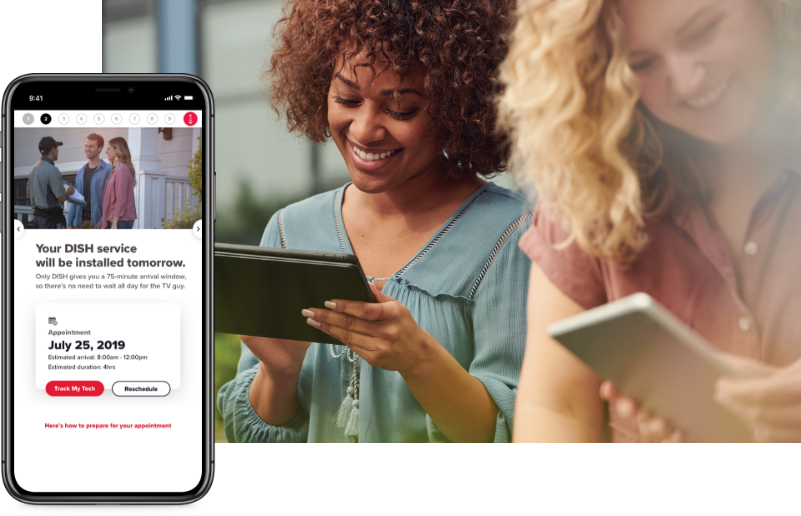 9:41
1 2 3 4 5 6 7 8 9
Your DISH service
will be installed tomorrow.
Only DISH gives you a 75-minute arrival window,
so there's no need to wait all day for the TV guy.
Appointment
July 25, 2019
Estimated arrival: 8:00am - 12:00pm
Estimated duration: 4hrs
Track My Tech Reschedule
Here's how to prepare for your appointment